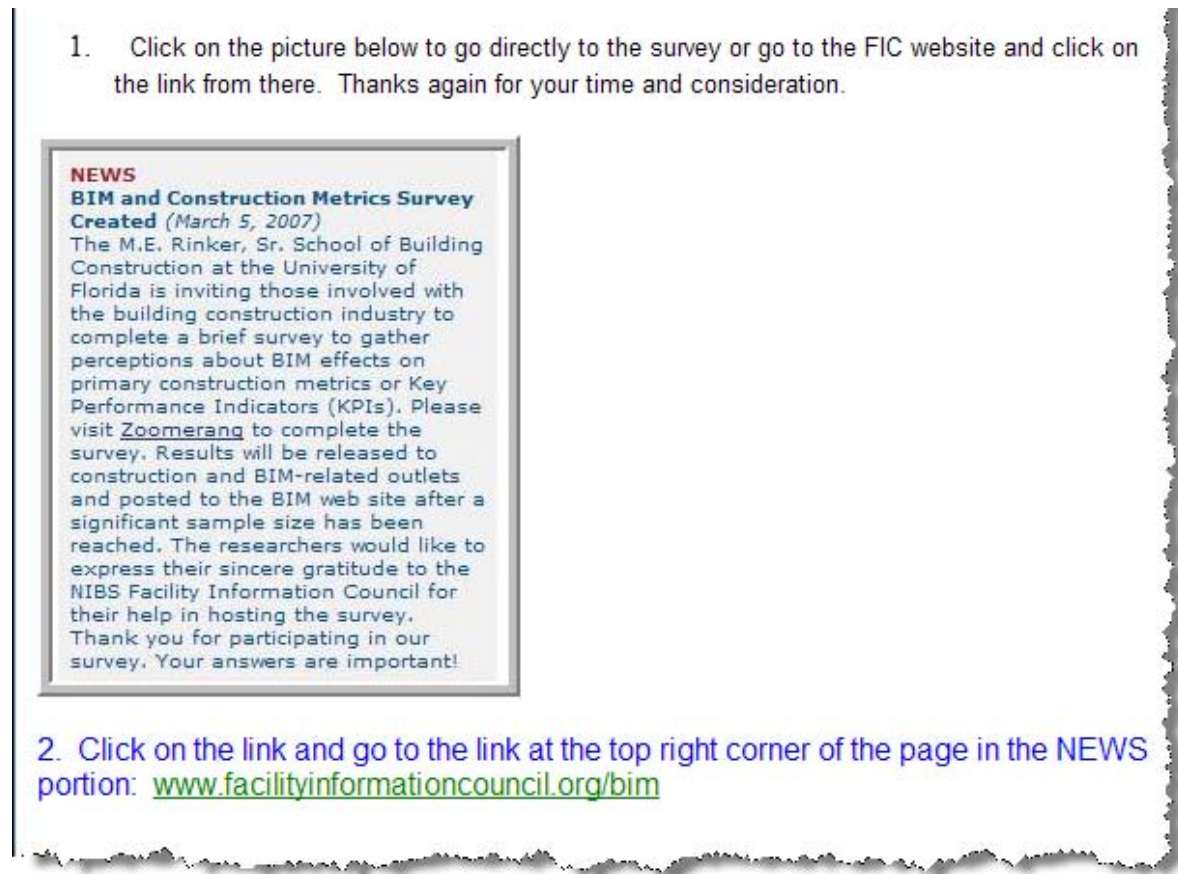 1. Click on the picture below to go directly to the survey or go to the FIC website and click on
the link from there. Thanks again for your time and consideration.
NEWS
BIM and Construction Metrics Survey
Created (March 5, 2007)
The M.E. Rinker, Sr. School of Building
Construction at the University of
Florida is inviting those involved with
the building construction industry to
complete a brief survey to gather
perceptions about BIM effects on
primary construction metrics or Key
Performance Indicators (KPIs). Please
visit Zoomerang to complete the
survey. Results will be released to
construction and BIM-related outlets
and posted to the BIM web site after a
significant sample size has been
reached. The researchers would like to
express their sincere gratitude to the
NIBS Facility Information Council for
their help in hosting the survey.
Thank you for participating in our
survey. Your answers are important!
2. Click on the link and go to the link at the top right corner of the page in the NEWS
portion: www.facilityinformationcouncil.org/bim